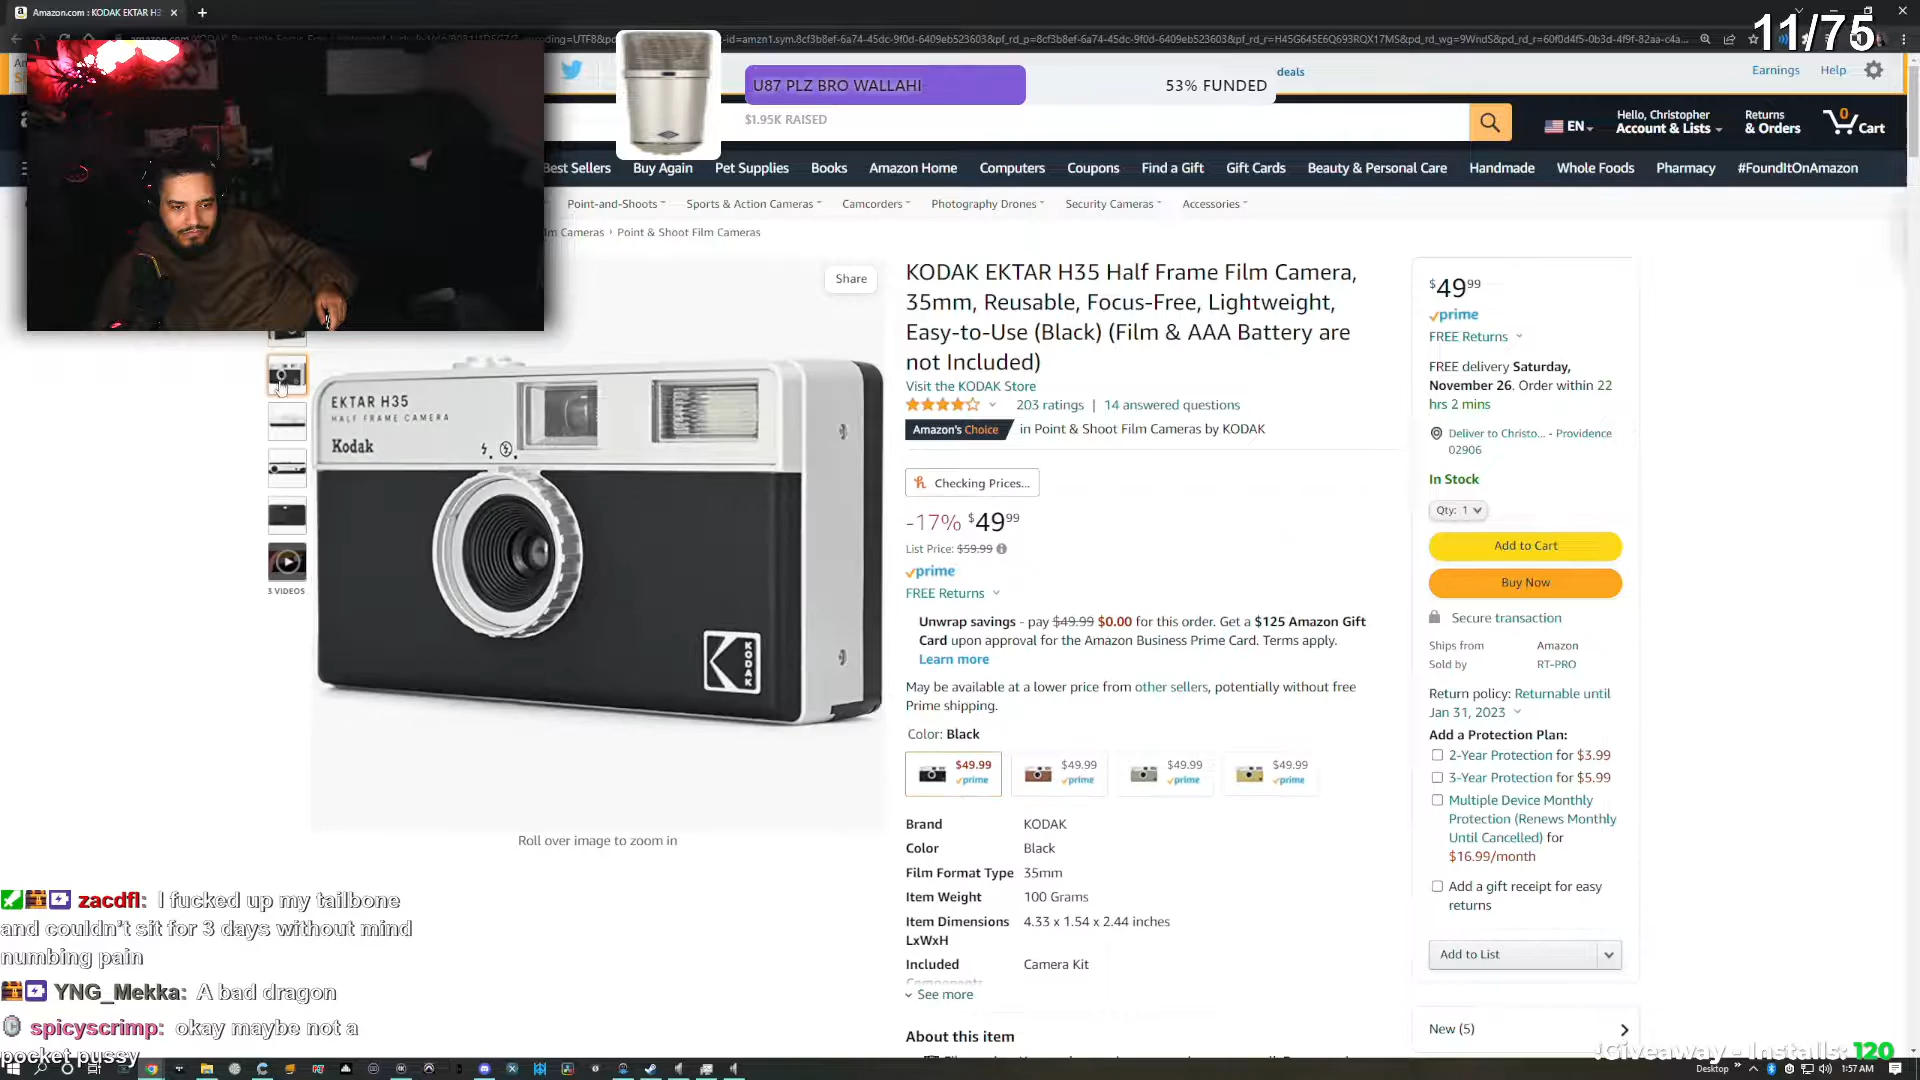 Amazon.com : KODAK EKTAR H3
11/75
Earnings
Help
U87 PLZ BRO WALLAHI
53% FUNDED
deals
$1.95K RAISED
EN
Hello, Christopher
Account & Lists
Returns
& Orders
0
Cart
Best Sellers
Buy Again
Pet Supplies
Books
Amazon Home
Computers
Coupons
Find a Gift
Gift Cards
Beauty & Personal Care
Handmade
Whole Foods
Pharmacy
#FoundItOnAmazon
Point-and-Shoots
Sports & Action Cameras
Camcorders
Photography Drones
Security Cameras
Accessories
Cameras › Point & Shoot Film Cameras
Share
3 VIDEOS
EKTAR H35
HALF FRAME CAMERA
Kodak
KODAK
Roll over image to zoom in
KODAK EKTAR H35 Half Frame Film Camera,
35mm, Reusable, Focus-Free, Lightweight,
Easy-to-Use (Black) (Film & AAA Battery are
not Included)
Visit the KODAK Store
203 ratings | 14 answered questions
Amazon's Choice in Point & Shoot Film Cameras by KODAK
Checking Prices...
-17% $49.99
List Price: $59.99
prime
FREE Returns
Unwrap savings - pay $49.99 $0.00 for this order. Get a $125 Amazon Gift
Card upon approval for the Amazon Business Prime Card. Terms apply.
Learn more
May be available at a lower price from other sellers, potentially without free
Prime shipping.
Color: Black
$49.99
prime
$49.99
prime
$49.99
prime
$49.99
prime
Brand KODAK
Color Black
Film Format Type 35mm
Item Weight 100 Grams
Item Dimensions 4.33 x 1.54 x 2.44 inches
LxWxH
Included Camera Kit
Components
See more
About this item
$49.99
prime
FREE Returns
FREE delivery Saturday,
November 26. Order within 22
hrs 2 mins
Deliver to Christo... - Providence
02906
In Stock
Qty: 1
Add to Cart
Buy Now
Secure transaction
Ships from Amazon
Sold by RT-PRO
Return policy: Returnable until
Jan 31, 2023
Add a Protection Plan:
2-Year Protection for $3.99
3-Year Protection for $5.99
Multiple Device Monthly
Protection (Renews Monthly
Until Cancelled) for
$16.99/month
Add a gift receipt for easy
returns
Add to List
New (5)
zacdfl: I fucked up my tailbone
and couldn't sit for 3 days without mind
numbing pain
YNG_Mekka: A bad dragon
spicyscrimp: okay maybe not a
pocket pussy
!Giveaway - Installs: 120
Desktop
1:57 AM